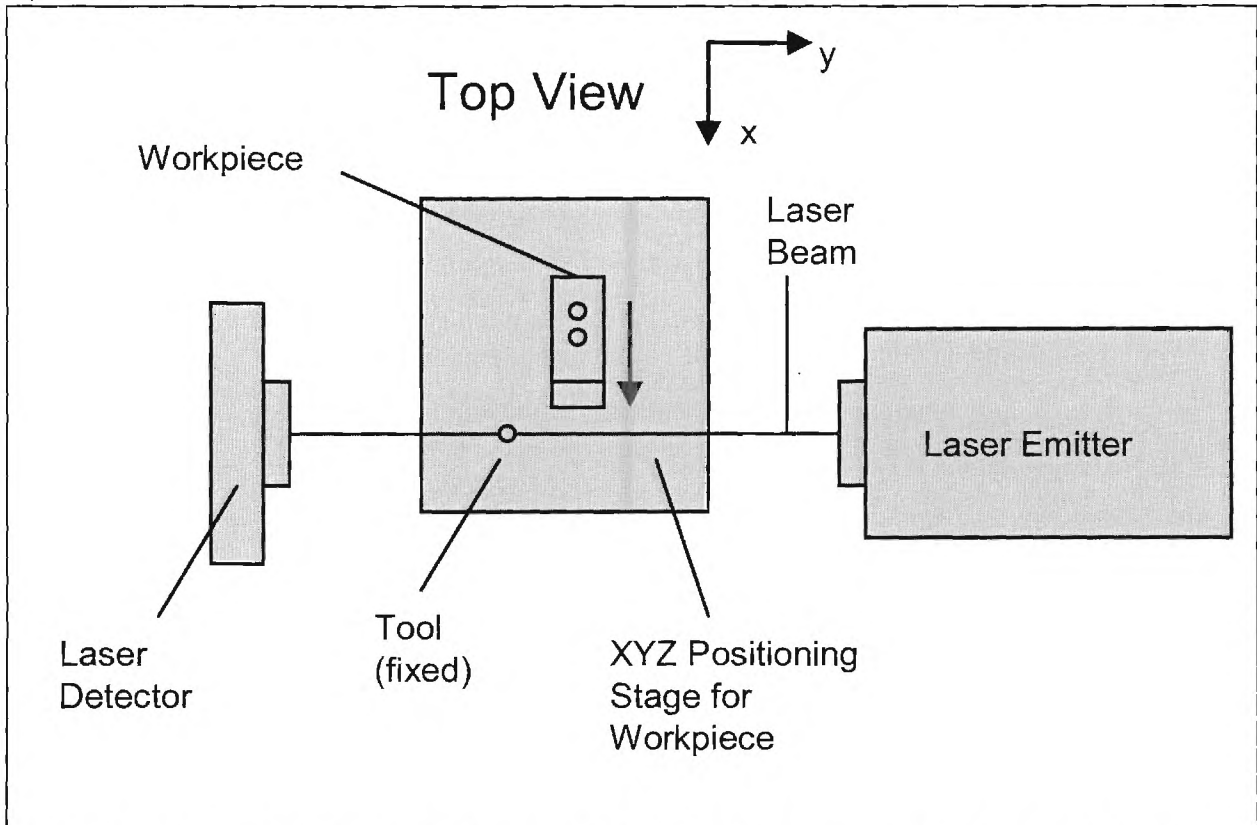 Top View
y
x
Workpiece
Laser
Beam
Laser Emitter
Laser
Detector
Tool
(fixed)
XYZ Positioning
Stage for
Workpiece